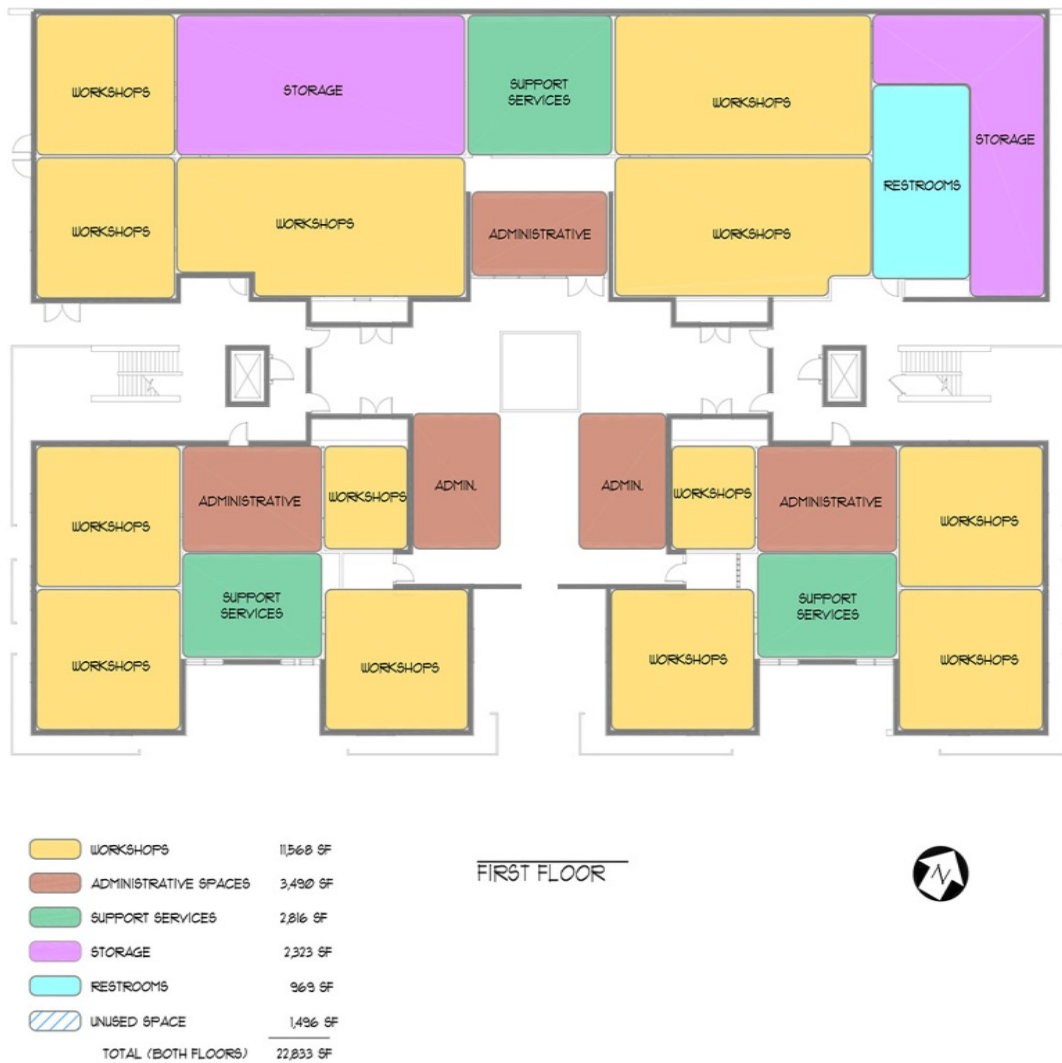 WORKSHOPS
STORAGE
SUPPORT
SERVICES
WORKSHOPS
STORAGE
RESTROOMS
WORKSHOPS
WORKSHOPS
ADMINISTRATIVE
WORKSHOPS
ADMINISTRATIVE
WORKSHOPS
ADMIN.
ADMIN.
WORKSHOPS
ADMINISTRATIVE
WORKSHOPS
WORKSHOPS
SUPPORT
SERVICES
SUPPORT
SERVICES
WORKSHOPS
WORKSHOPS
WORKSHOPS
WORKSHOPS
WORKSHOPS
WORKSHOPS 11,568 SF
ADMINISTRATIVE SPACES 3,490 SF
SUPPORT SERVICES 2,816 SF
STORAGE 2,323 SF
RESTROOMS 969 SF
UNUSED SPACE 1,496 SF
TOTAL (BOTH FLOORS) 22,833 SF
FIRST FLOOR
N